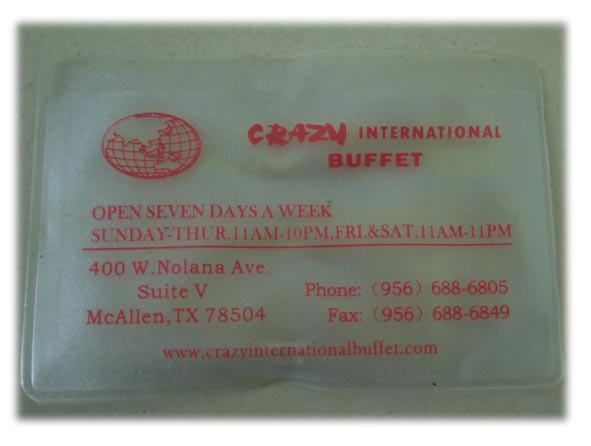 CRAZY INTERNATIONAL
BUFFET
OPEN SEVEN DAYS A WEEK
SUNDAY-THUR.11AM-10PM,FRI.&SAT.11AM-11PM
400 W.Nolana Ave.
Suite V
McAllen,TX 78504
Phone: (956) 688-6805
Fax: (956) 688-6849
www.crazyinternationalbuffet.com